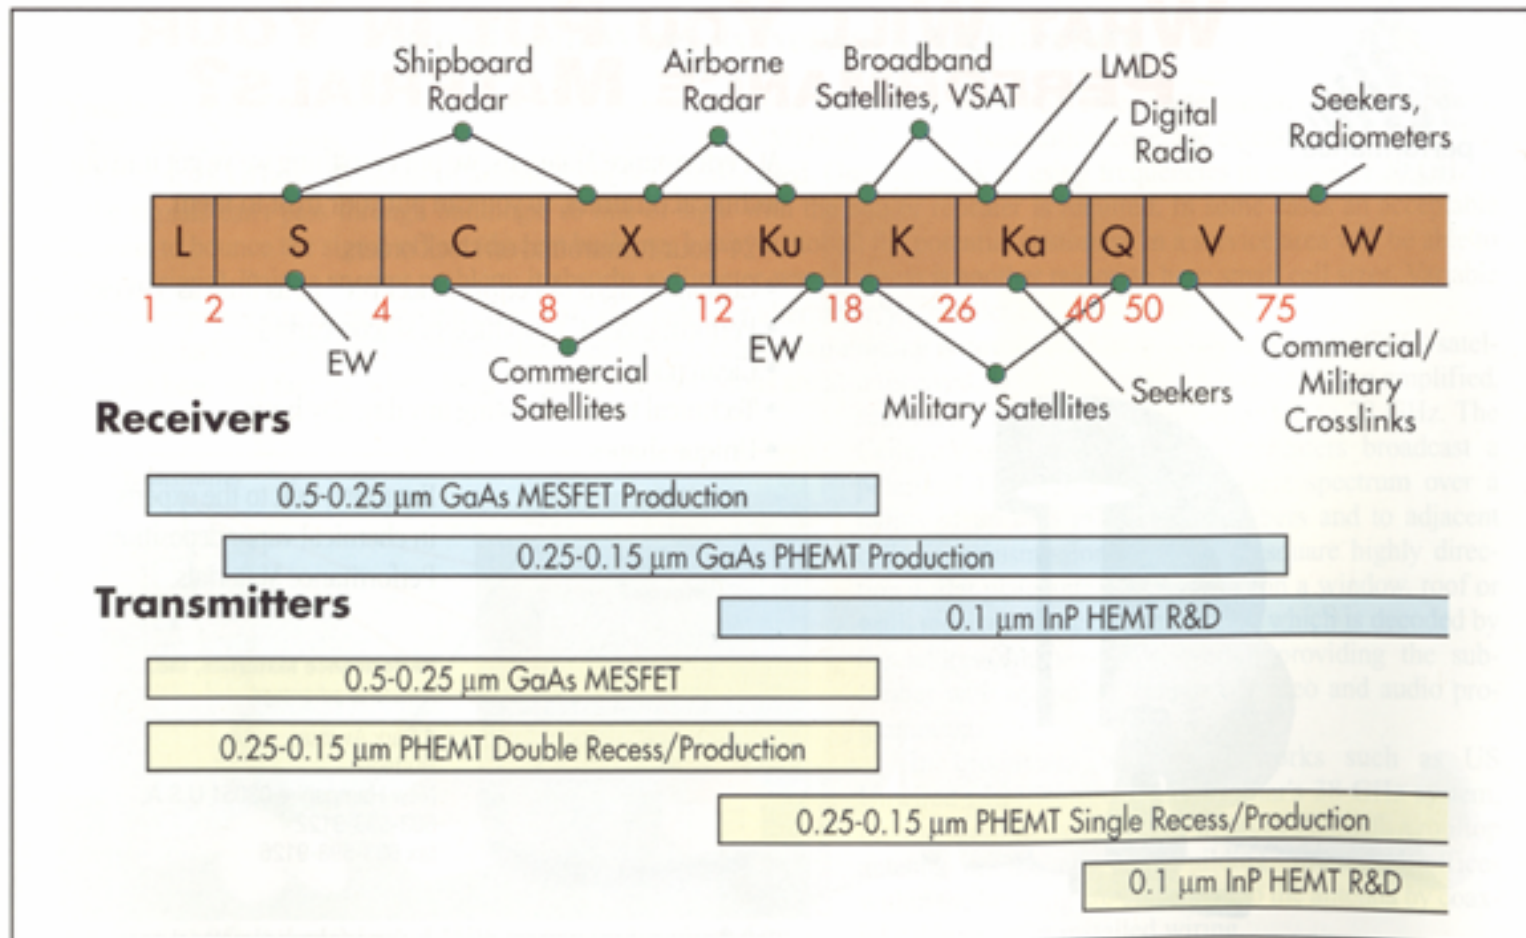 Shipboard
Radar
Airborne
Radar
Broadband
Satellites, VSAT
LMDS
Digital
Radio
Seekers,
Radiometers
L S C X Ku K Ka Q V W
1 2 4 8 12 18 26 40 50 75
EW
Commercial
Satellites
EW
Military Satellites
Seekers
Commercial/
Military
Crosslinks
Receivers
0.5-0.25 μm GaAs MESFET Production
0.25-0.15 μm GaAs PHEMT Production
0.1 μm InP HEMT R&D
Transmitters
0.5-0.25 μm GaAs MESFET
0.25-0.15 μm PHEMT Double Recess/Production
0.25-0.15 μm PHEMT Single Recess/Production
0.1 μm InP HEMT R&D